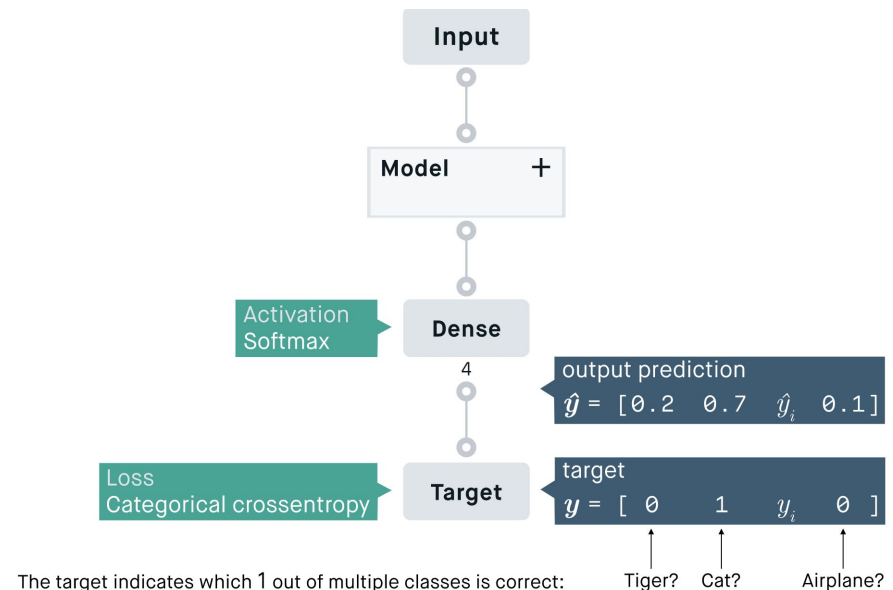 Input
Model +
Activation
Softmax
Dense
4
output prediction
ŷ = [0.2 0.7 ŷᵢ 0.1]
Loss
Categorical crossentropy
Target
target
y = [ 0 1 yᵢ 0 ]
The target indicates which 1 out of multiple classes is correct:
Tiger? Cat? Airplane?